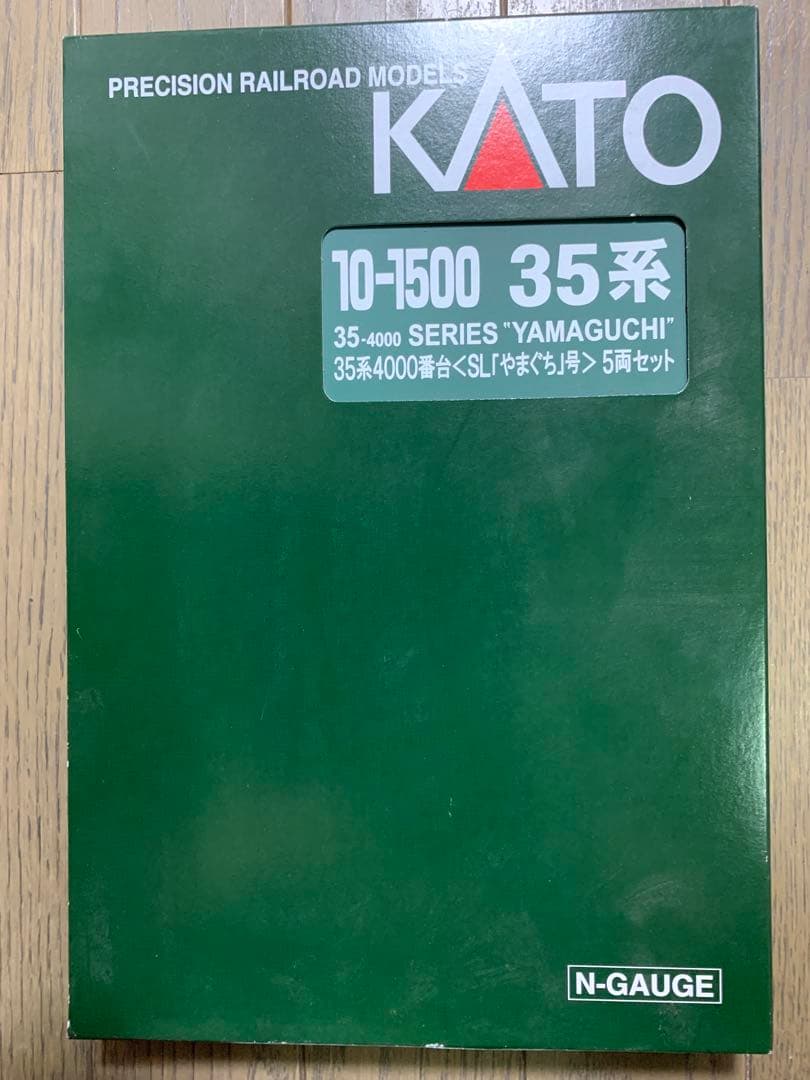 PRECISION RAILROAD MODELS
KATO
10-1500 35系
35-4000 SERIES "YAMAGUCHI"
35系4000番台<SL「やまぐち」号> 5両セット
N-GAUGE